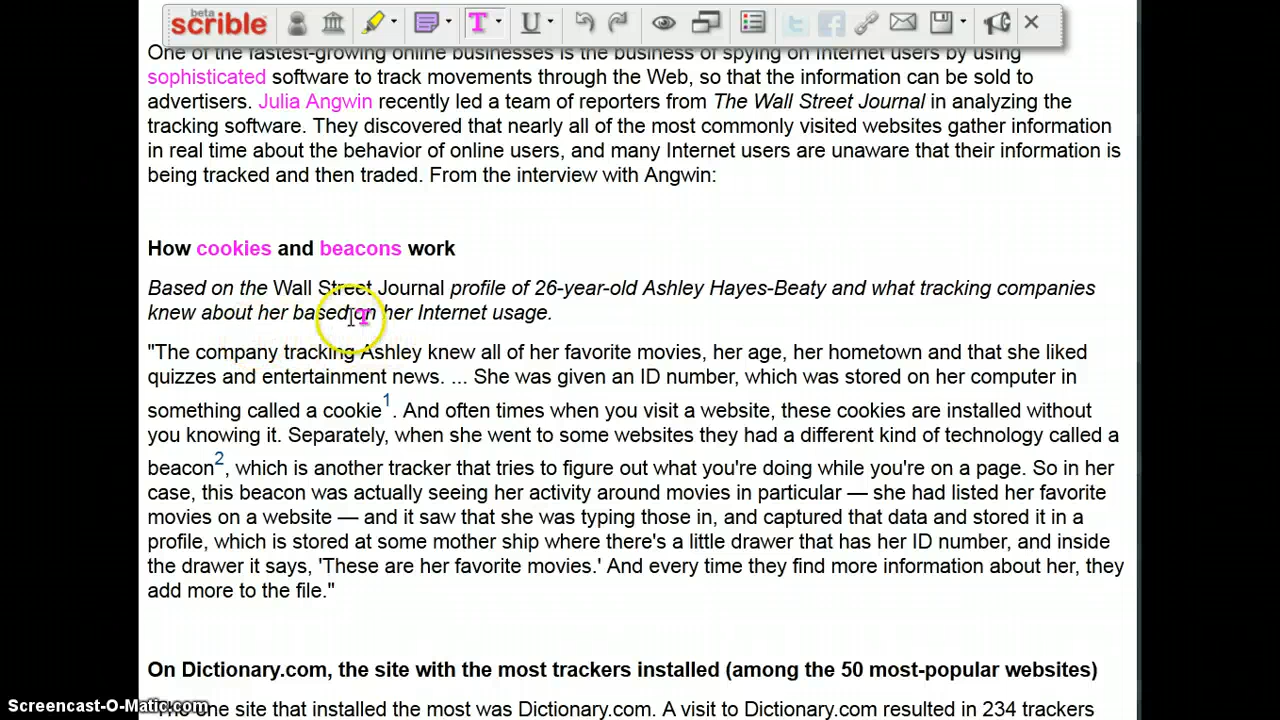 beta
scrible
T
U
One of the fastest-growing online businesses is the business of spying on Internet users by using
sophisticated software to track movements through the Web, so that the information can be sold to
advertisers. Julia Angwin recently led a team of reporters from The Wall Street Journal in analyzing the
tracking software. They discovered that nearly all of the most commonly visited websites gather information
in real time about the behavior of online users, and many Internet users are unaware that their information is
being tracked and then traded. From the interview with Angwin:
How cookies and beacons work
Based on the Wall Street Journal profile of 26-year-old Ashley Hayes-Beaty and what tracking companies
knew about her based on her Internet usage.
"The company tracking Ashley knew all of her favorite movies, her age, her hometown and that she liked
quizzes and entertainment news. ... She was given an ID number, which was stored on her computer in
something called a cookie1. And often times when you visit a website, these cookies are installed without
you knowing it. Separately, when she went to some websites they had a different kind of technology called a
beacon2, which is another tracker that tries to figure out what you're doing while you're on a page. So in her
case, this beacon was actually seeing her activity around movies in particular — she had listed her favorite
movies on a website — and it saw that she was typing those in, and captured that data and stored it in a
profile, which is stored at some mother ship where there's a little drawer that has her ID number, and inside
the drawer it says, 'These are her favorite movies.' And every time they find more information about her, they
add more to the file."
On Dictionary.com, the site with the most trackers installed (among the 50 most-popular websites)
one site that installed the most was Dictionary.com. A visit to Dictionary.com resulted in 234 trackers
Screencast-O-Matic.com